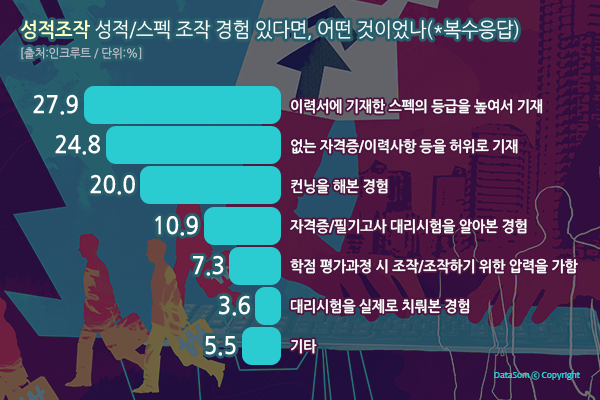 성적조작 성적/스펙 조작 경험 있다면, 어떤 것이었나(*복수응답)
[출처:인크루트 / 단위:%]
27.9 이력서에 기재한 스펙의 등급을 높여서 기재
24.8 없는 자격증/이력사항 등을 허위로 기재
20.0 컨닝을 해본 경험
10.9 자격증/필기고사 대리시험을 알아본 경험
7.3 학점 평가과정 시 조작/조작하기 위한 압력을 가함
3.6 대리시험을 실제로 치뤄본 경험
5.5 기타
DataSom ⓒ Copyright